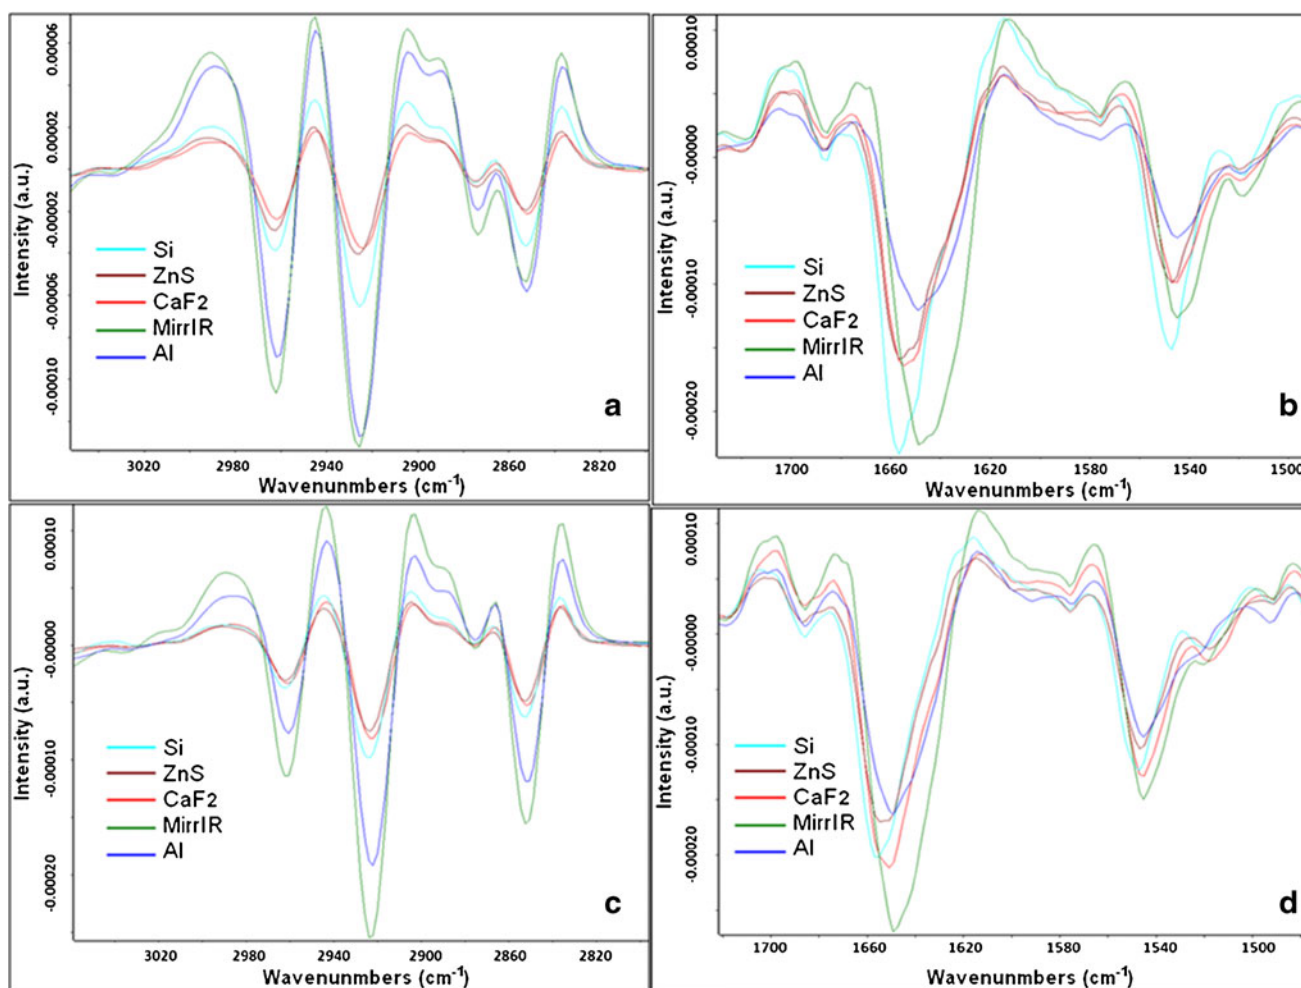 0.00006
0.00002
-0.00002
-0.00006
-0.00010
Intensity (a.u.)
Si
ZnS
CaF2
MirrIR
Al
a
3020 2980 2940 2900 2860 2820
Wavenunmbers (cm-1)
0.00010
-0.00000
-0.00010
-0.00020
Intensity (a.u.)
Si
ZnS
CaF2
MirrIR
Al
b
1700 1660 1620 1580 1540 1500
Wavenunmbers (cm-1)
0.00010
-0.00000
-0.00010
-0.00020
Intensity (a.u.)
Si
ZnS
CaF2
MirrIR
Al
c
3020 2980 2940 2900 2860 2820
Wavenunmbers (cm-1)
0.00010
-0.00000
-0.00010
-0.00020
Intensity (a.u.)
Si
ZnS
CaF2
MirrIR
Al
d
1700 1660 1620 1580 1540 1500
Wavenunmbers (cm-1)